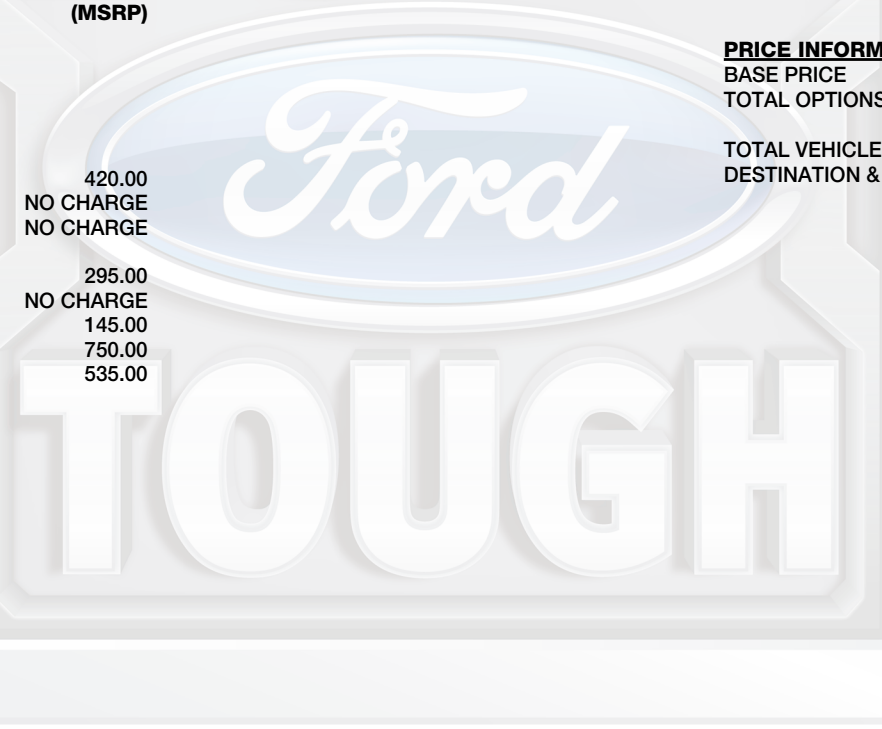 (MSRP)
420.00
NO CHARGE
NO CHARGE
295.00
NO CHARGE
145.00
750.00
535.00
PRICE INFORM
BASE PRICE
TOTAL OPTIONS
TOTAL VEHICLE
DESTINATION &
Ford
TOUGH